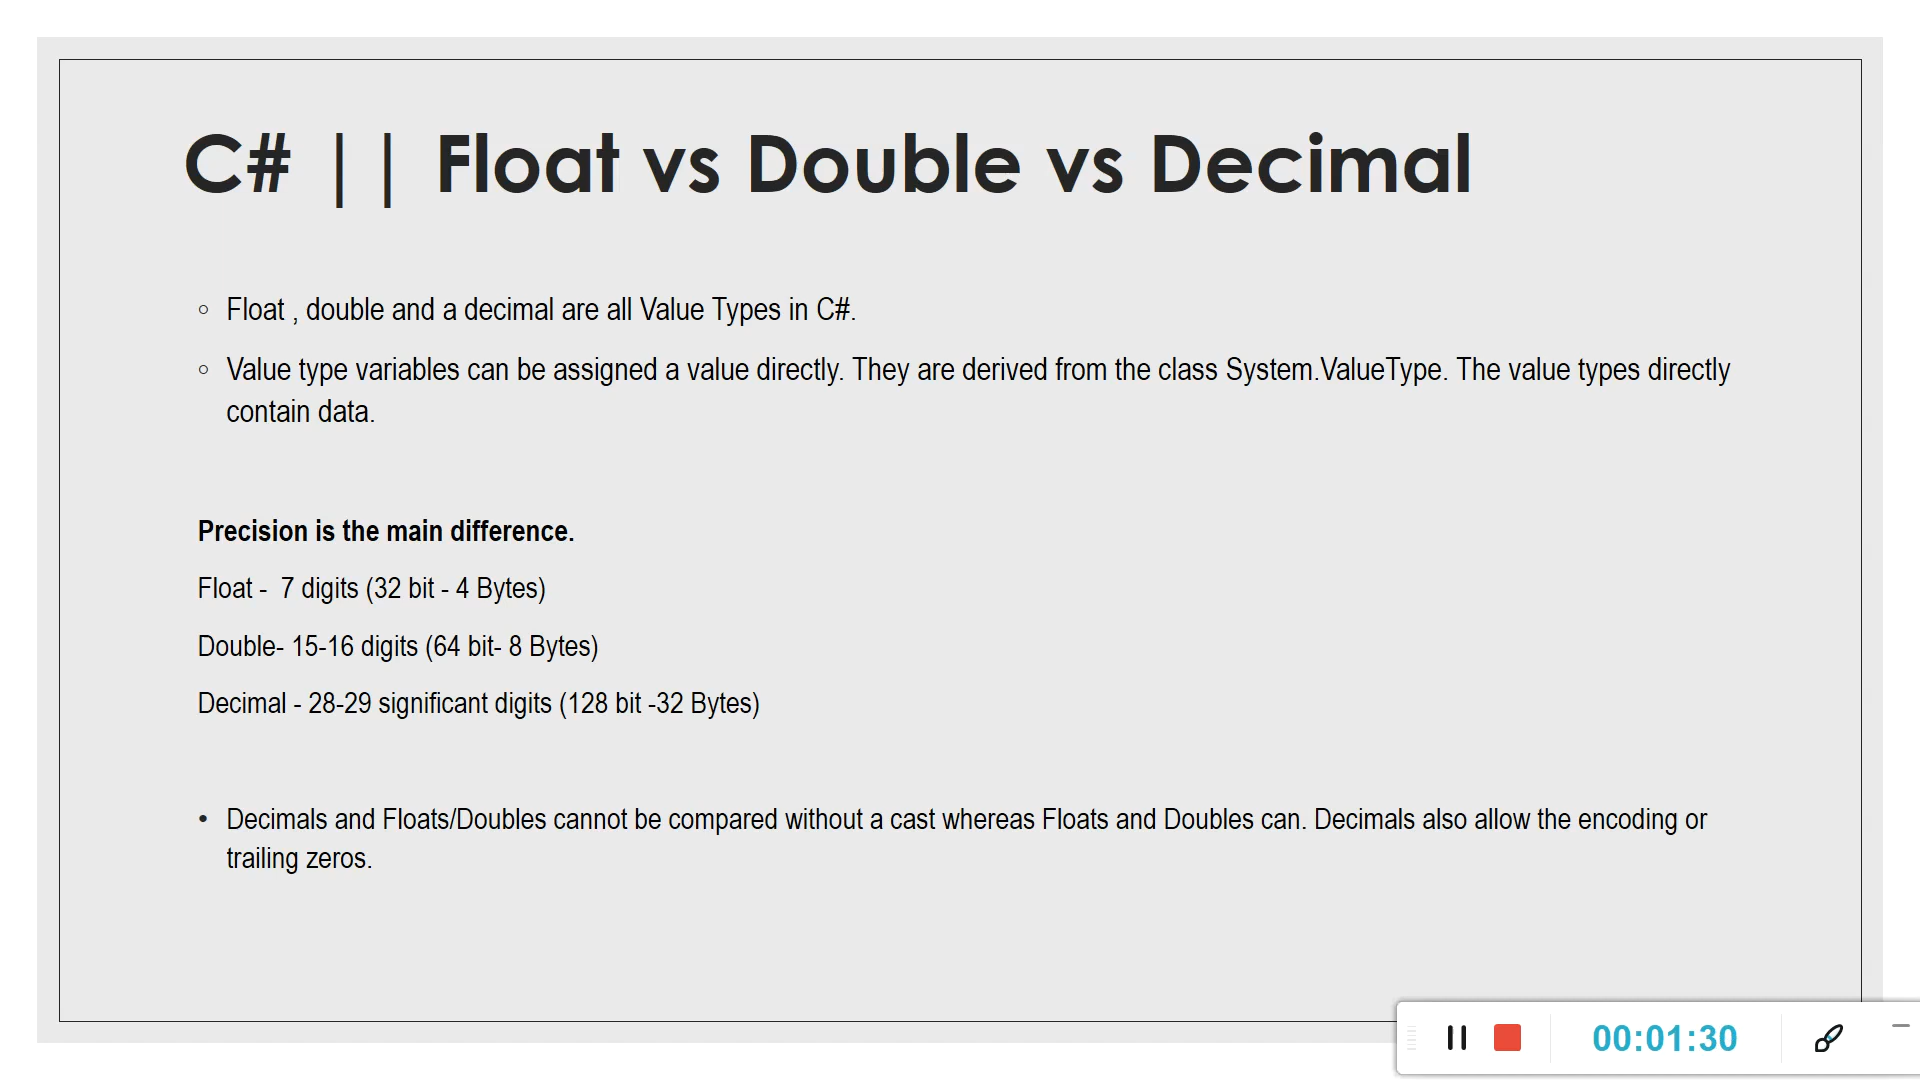 C# || Float vs Double vs Decimal
Float , double and a decimal are all Value Types in C#.
Value type variables can be assigned a value directly. They are derived from the class System.ValueType. The value types directly
contain data.
Precision is the main difference.
Float -  7 digits (32 bit - 4 Bytes)
Double- 15-16 digits (64 bit- 8 Bytes)
Decimal - 28-29 significant digits (128 bit -32 Bytes)
Decimals and Floats/Doubles cannot be compared without a cast whereas Floats and Doubles can. Decimals also allow the encoding or
trailing zeros.
00:01:30